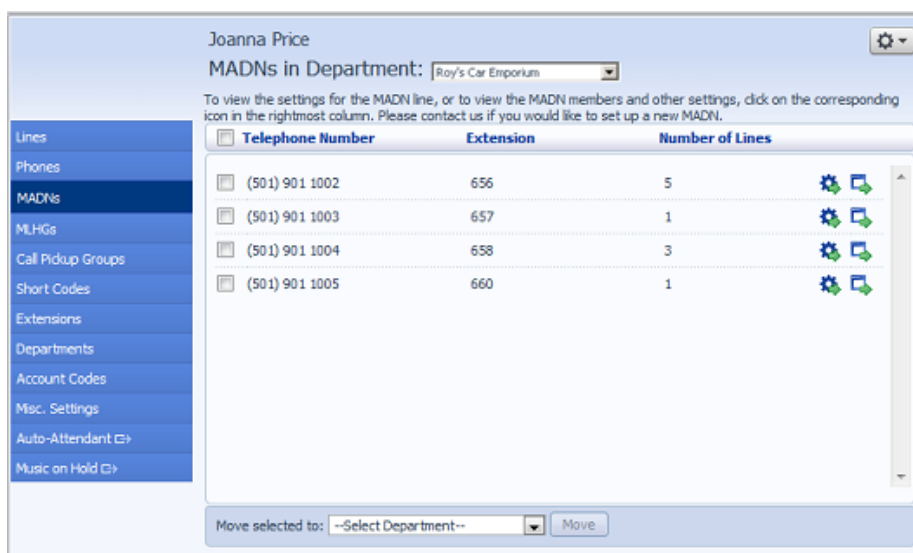 Joanna Price
MADNs in Department: Roy's Car Emporium
To view the settings for the MADN line, or to view the MADN members and other settings, click on the corresponding
icon in the rightmost column. Please contact us if you would like to set up a new MADN.
Lines
Phones
MADNs
MLHGs
Call Pickup Groups
Short Codes
Extensions
Departments
Account Codes
Misc. Settings
Auto-Attendant
Music on Hold
Telephone Number Extension Number of Lines
(501) 901 1002 656 5
(501) 901 1003 657 1
(501) 901 1004 658 3
(501) 901 1005 660 1
Move selected to: --Select Department-- Move